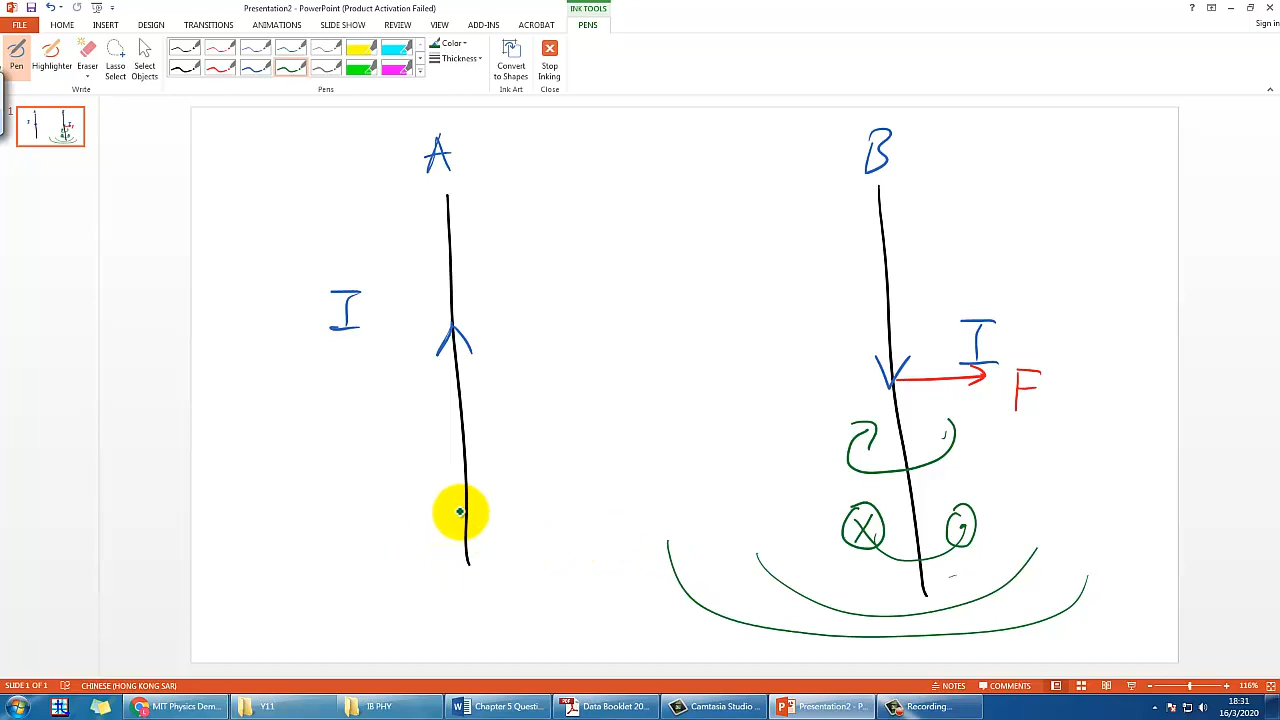 Presentation2 - PowerPoint (Product Activation Failed)
INK TOOLS
?
FILE HOME INSERT DESIGN TRANSITIONS ANIMATIONS SLIDE SHOW REVIEW VIEW ADD-INS ACROBAT PENS
Sign in
Pen Highlighter Eraser Lasso Select Select Objects
Color
Thickness
Convert to Shapes
Stop Inking
Write
Pens
Ink Art
Close
1
A
B
I
I
F
X
SLIDE 1 OF 1 CHINESE (HONG KONG SAR) NOTES COMMENTS 116%
MIT Physics Dem...
Y11
IB PHY
Chapter 5 Questi...
Data Booklet 20...
Camtasia Studio ...
Presentation2 - P...
Recording...
18:31
16/3/2020